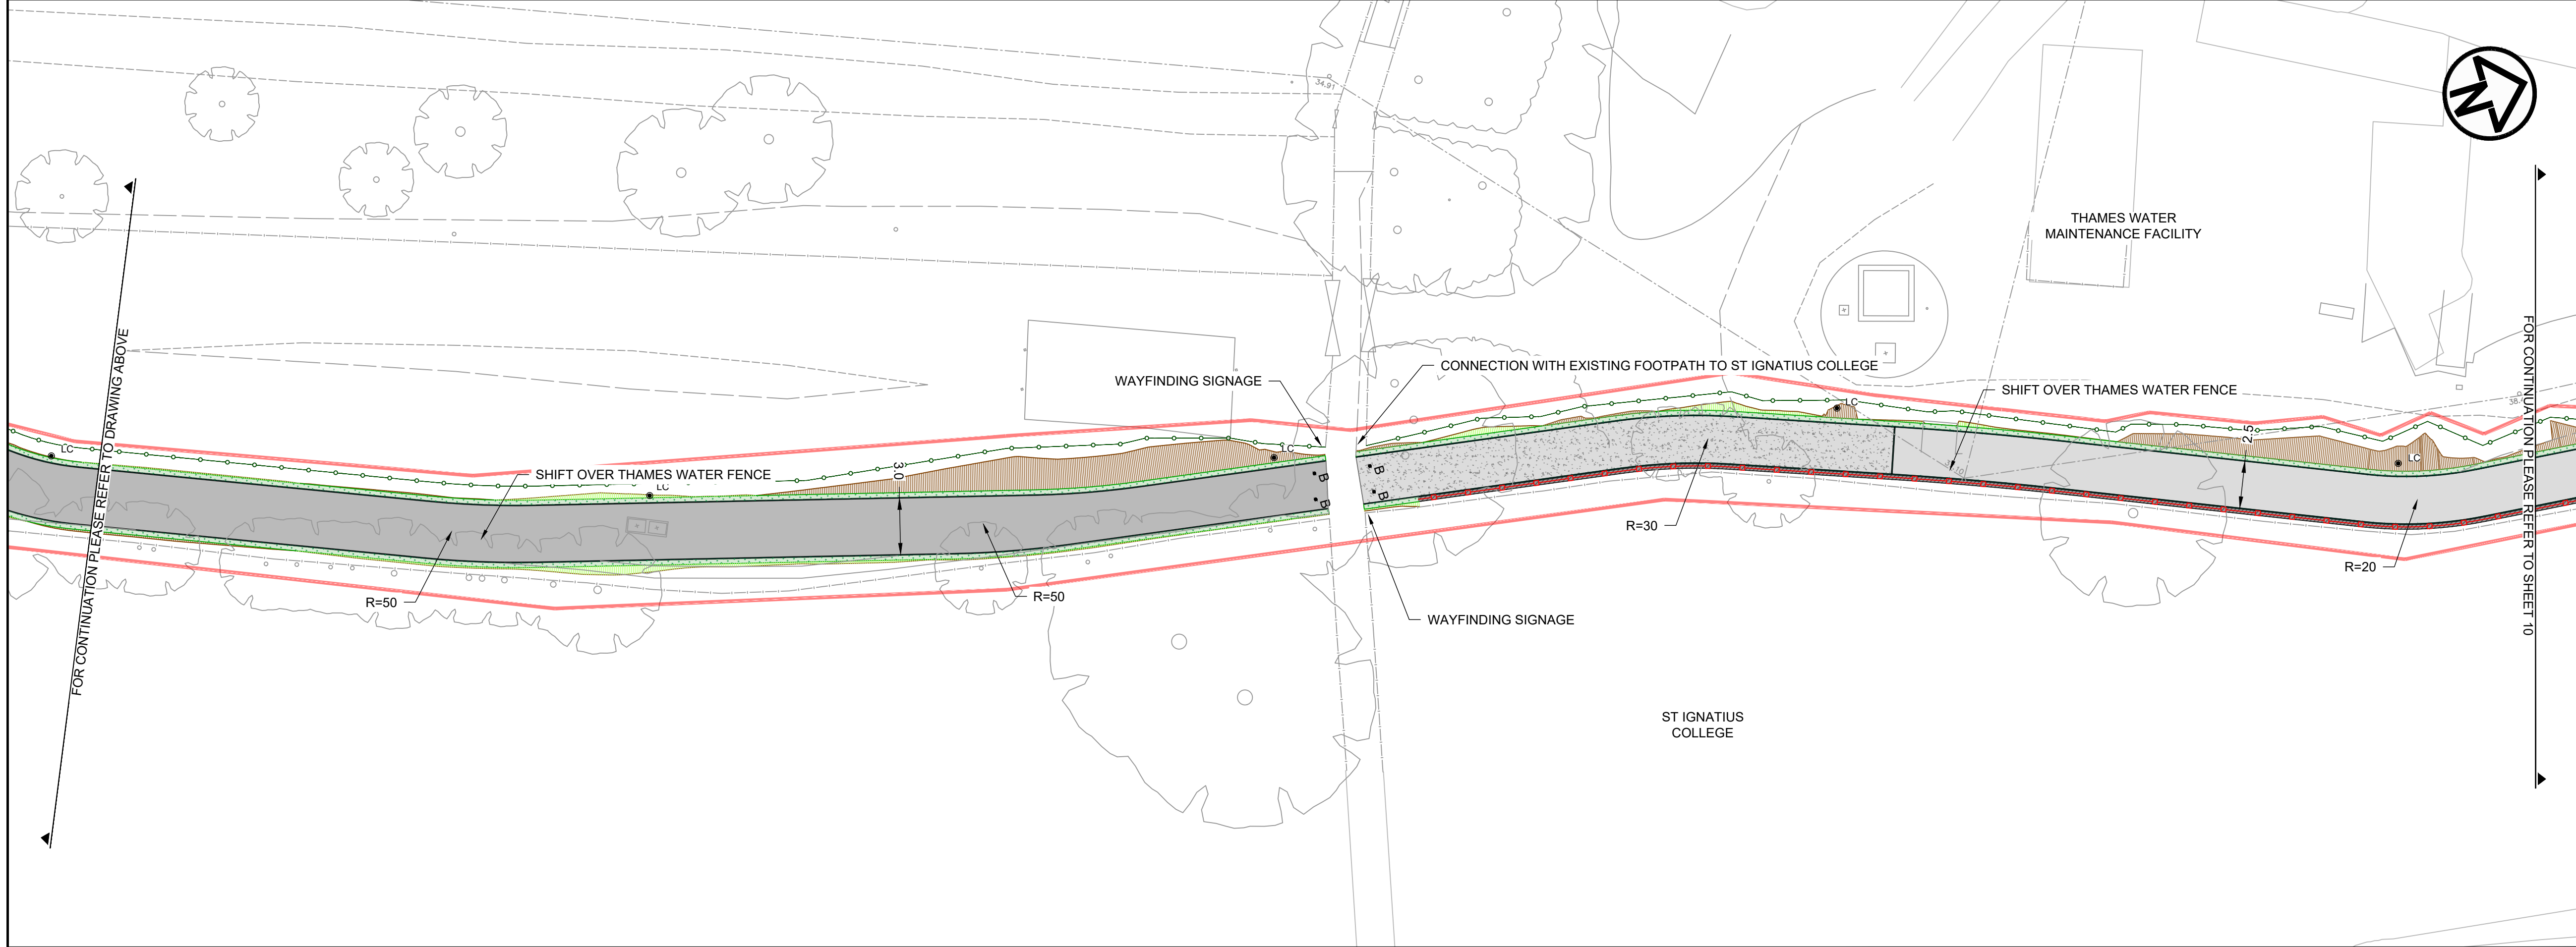 N
34.91
THAMES WATER
MAINTENANCE FACILITY
FOR CONTINUATION PLEASE REFER TO DRAWING ABOVE
FOR CONTINUATION PLEASE REFER TO SHEET 10
WAYFINDING SIGNAGE
CONNECTION WITH EXISTING FOOTPATH TO ST IGNATIUS COLLEGE
SHIFT OVER THAMES WATER FENCE
LC
LC
LC
LC
LC
SHIFT OVER THAMES WATER FENCE
3.0
2.5
B
B
B
B
R=30
R=20
R=50
R=50
WAYFINDING SIGNAGE
ST IGNATIUS
COLLEGE